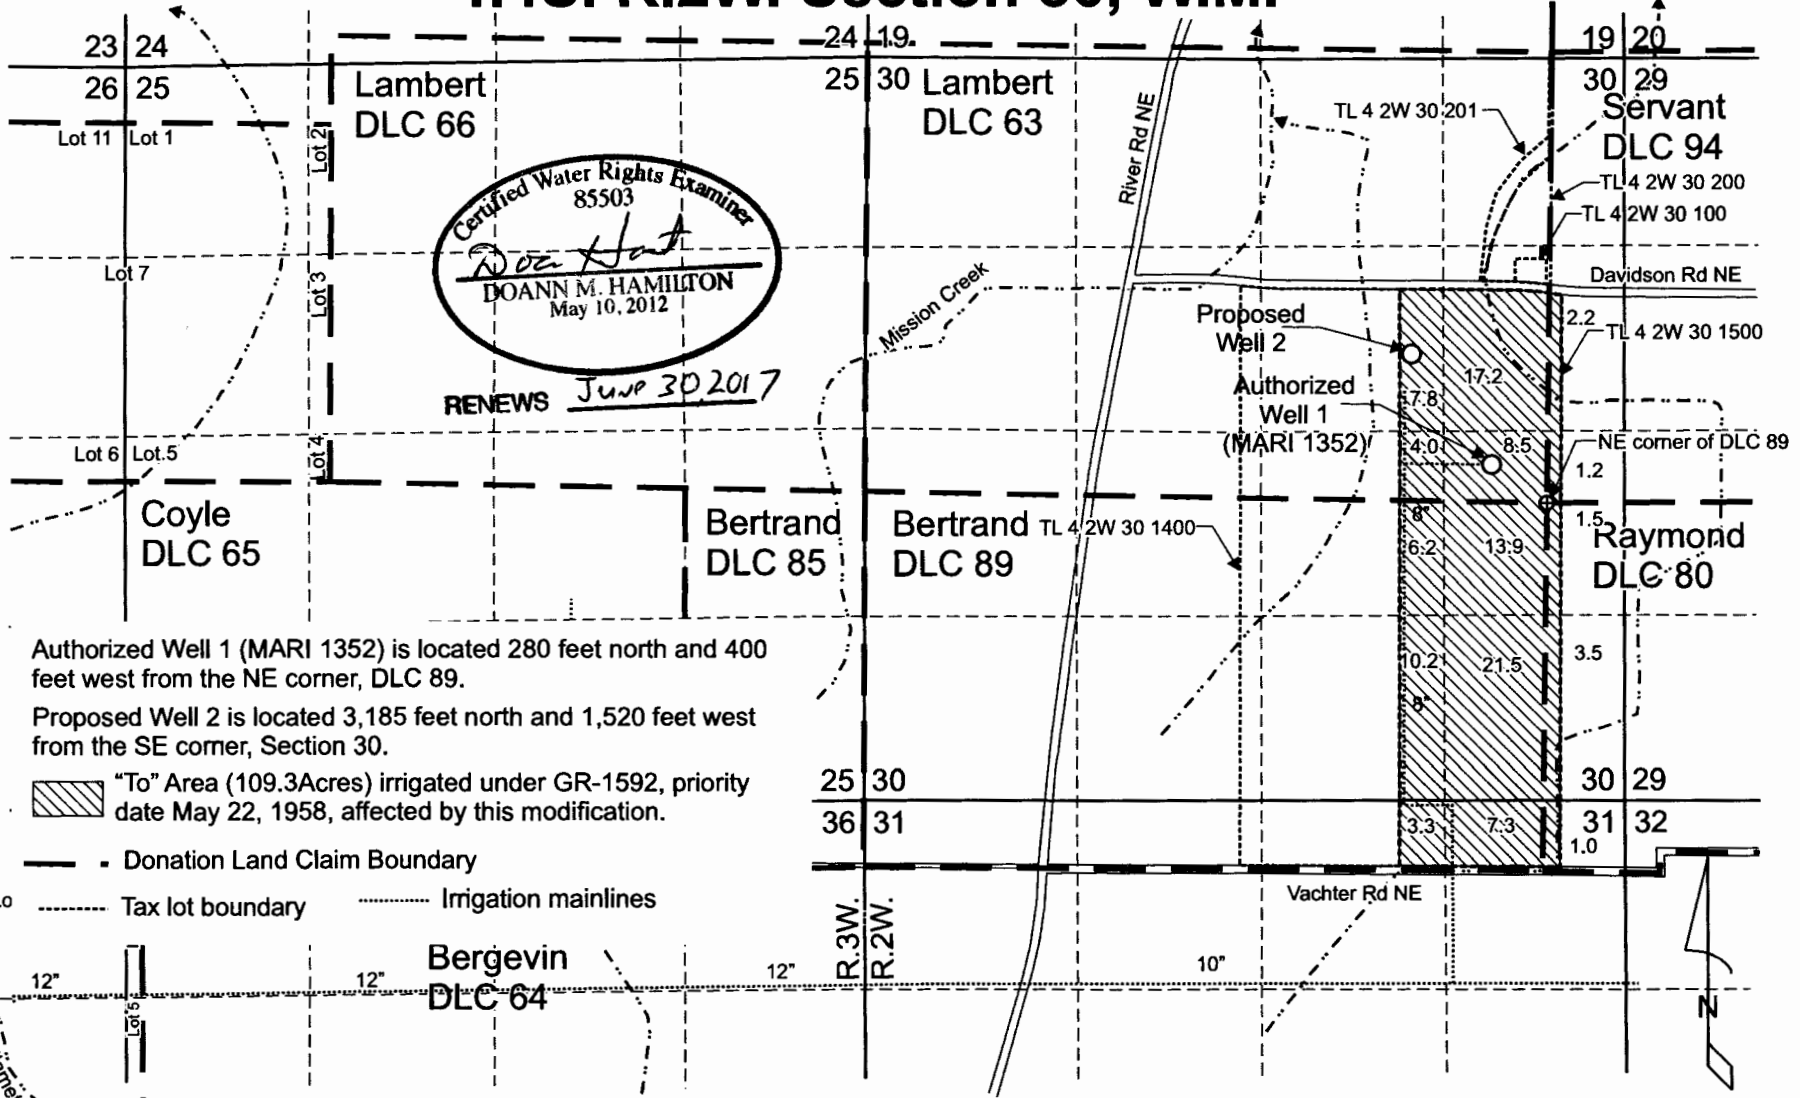 23 24
26 25
24 19
25 30
19 20
30 29
Lambert
DLC 66
Lambert
DLC 63
Servant
DLC 94
TL 4 2W 30 201
TL 4 2W 30 200
TL 4 2W 30 100
Lot 11 Lot 1
Lot 2
River Rd NE
Certified Water Rights Examiner
85503
DOANN M. HAMILTON
May 10, 2012
RENEWS June 30, 2017
Lot 7
Lot 3
Mission Creek
Davidson Rd NE
Proposed
Well 2
2.2
TL 4 2W 30 1500
17.2
Authorized
Well 1
(MARI 1352)
7.8
4.0
8.5
NE corner of DLC 89
1.2
Lot 6 Lot 5
Lot 4
Coyle
DLC 65
Bertrand
DLC 85
Bertrand
DLC 89
TL 4 2W 30 1400
8"
1.5
6.2
13.9
Raymond
DLC 80
10.2
21.5
3.5
8"
Authorized Well 1 (MARI 1352) is located 280 feet north and 400
feet west from the NE corner, DLC 89.
Proposed Well 2 is located 3,185 feet north and 1,520 feet west
from the SE corner, Section 30.
"To" Area (109.3Acres) irrigated under GR-1592, priority
date May 22, 1958, affected by this modification.
Donation Land Claim Boundary
Tax lot boundary
Irrigation mainlines
25 30
36 31
30 29
31 32
3.3
7.3
1.0
Vachter Rd NE
R.3W.
R.2W.
Bergevin
DLC 64
12"
12"
12"
10"
Lot 5
N